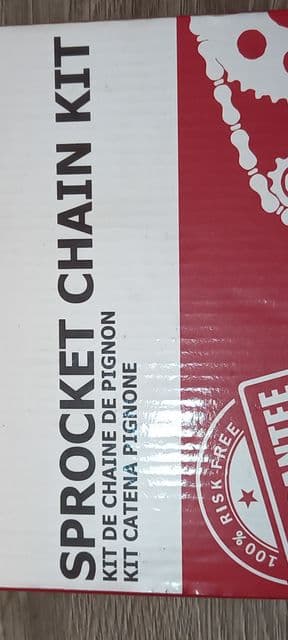 SPROCKET CHAIN KIT
KIT DE CHAINE DE PIGNON
KIT CATENA PIGNONE
100% RISK FREE